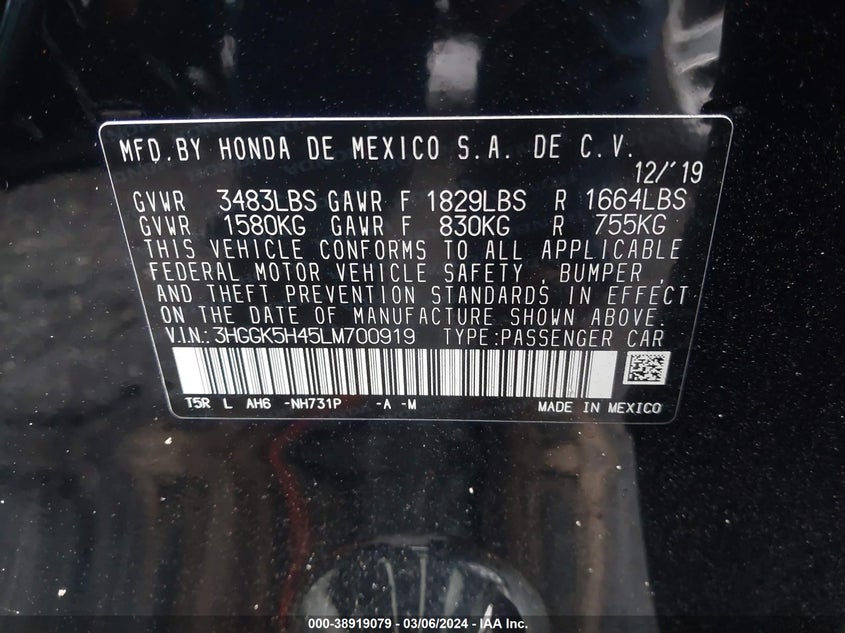 MFD. BY HONDA DE MEXICO S.A. DE C.V.
12/'19
GVWR 3483LBS GAWR F 1829LBS R 1664LBS
GVWR 1580KG GAWR F 830KG R 755KG
THIS VEHICLE CONFORMS TO ALL APPLICABLE
FEDERAL MOTOR VEHICLE SAFETY , BUMPER ,
AND THEFT PREVENTION STANDARDS IN EFFECT
ON THE DATE OF MANUFACTURE SHOWN ABOVE.
V.I.N.:3HGGK5H45LM700919 TYPE:PASSENGER CAR
T5R L AH6 -NH731P -A -M MADE IN MEXICO
000-38919079 - 03/06/2024 - IAA Inc.